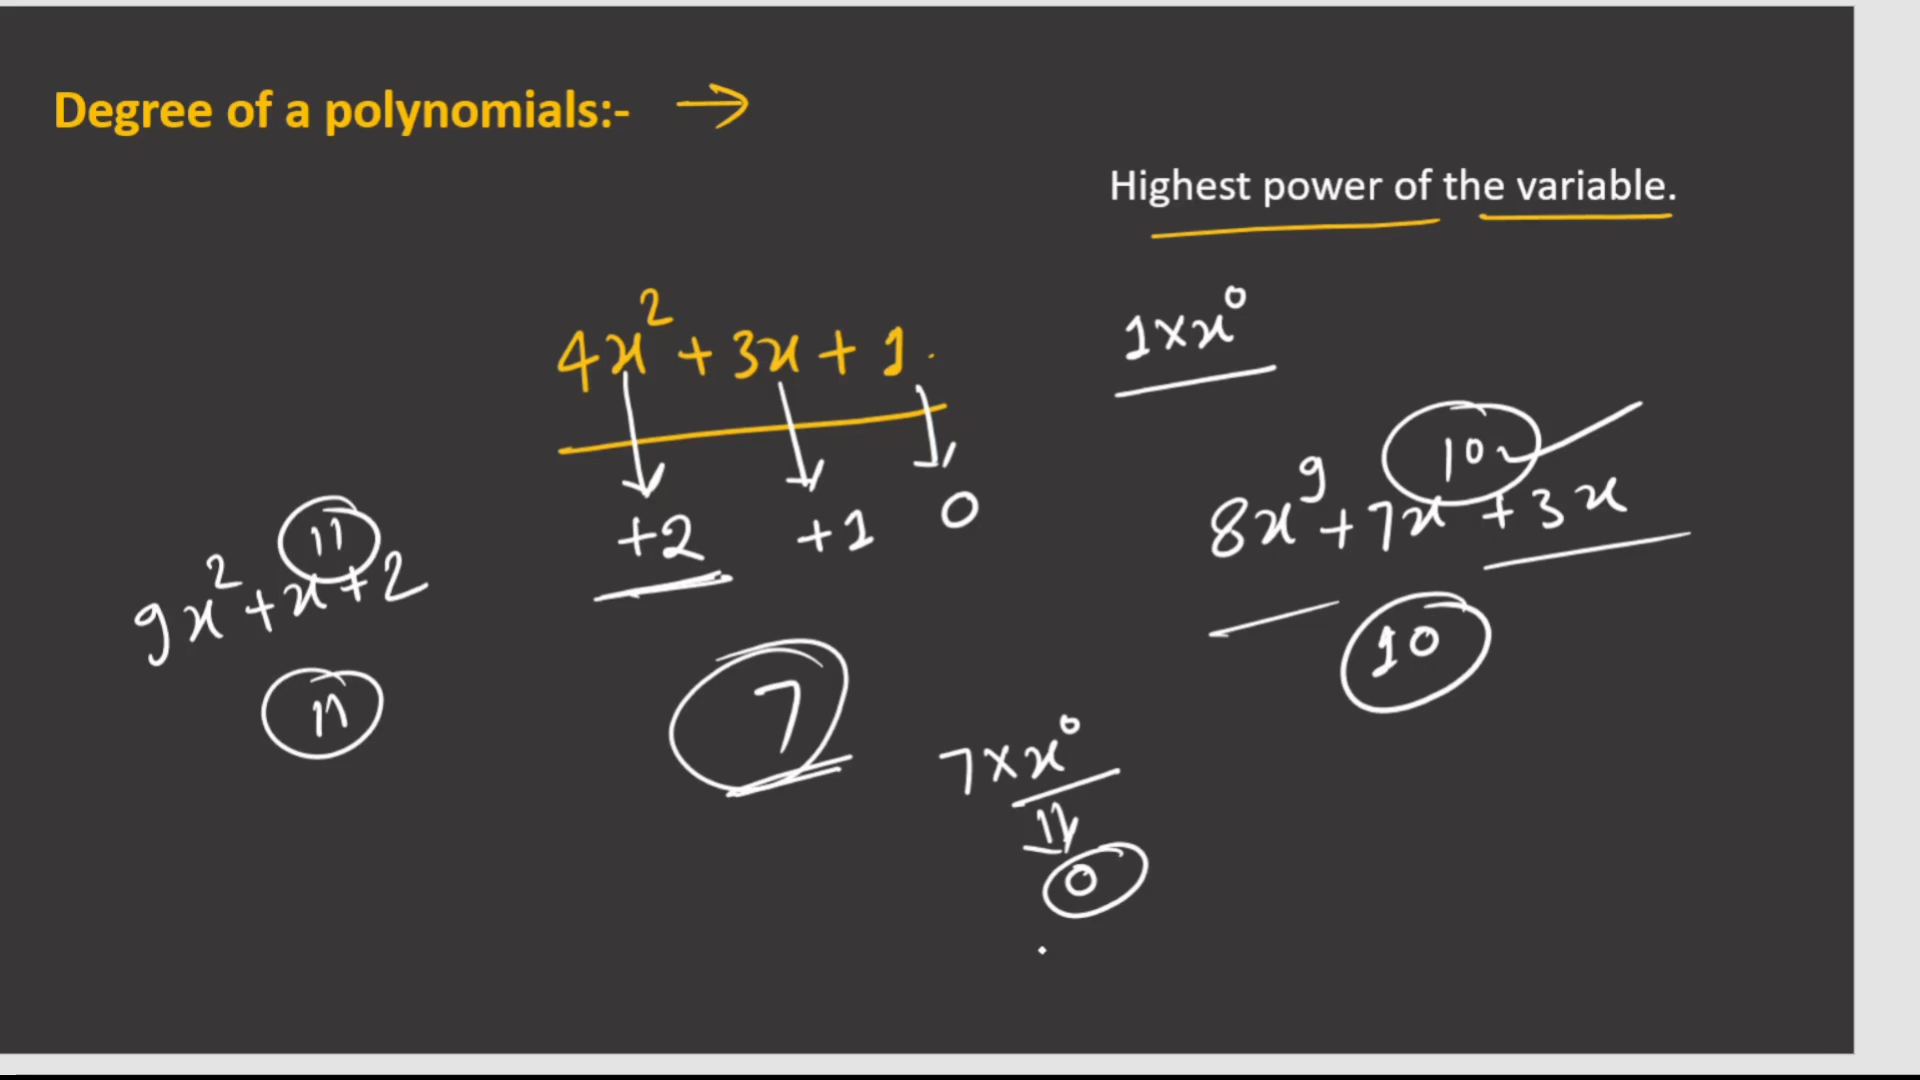 Degree of a polynomials:- →
Highest power of the variable.
4x² + 3x + 1.
+2 +1 0
1×x⁰
8x⁹ + 7x¹⁰ + 3x
10
9x² + x¹¹ + 2
11
7
7×x⁰
0